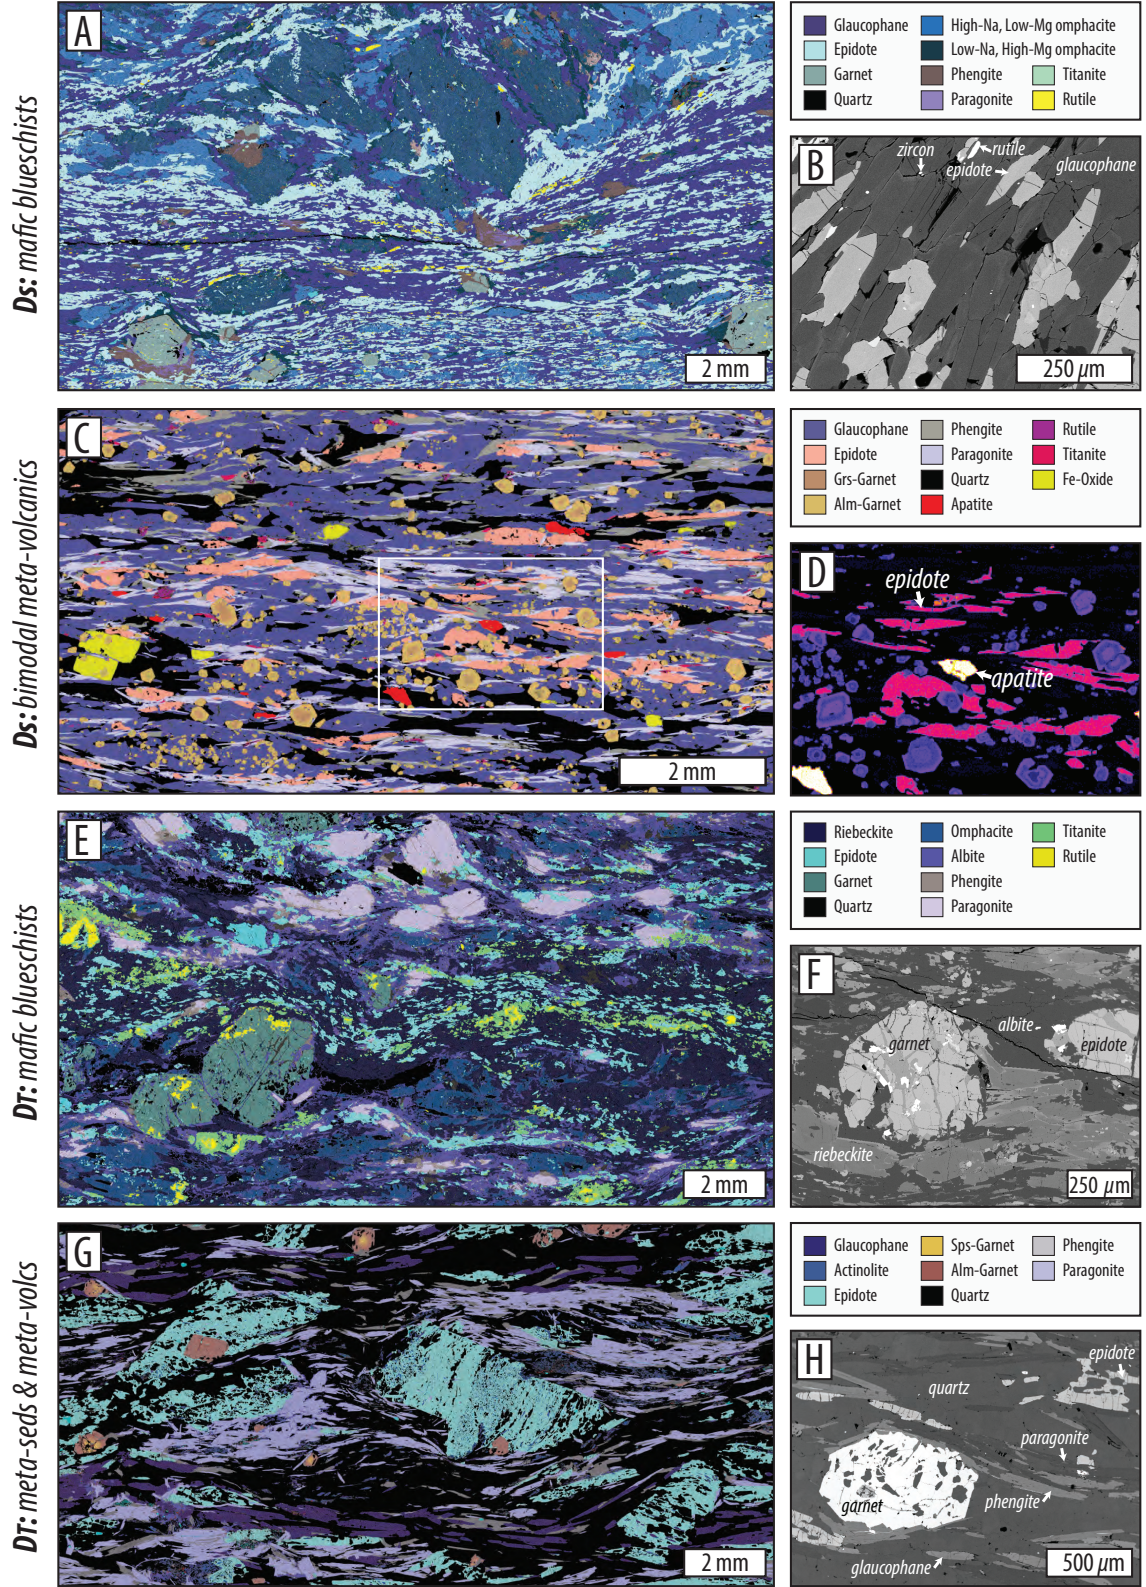 Ds: mafic blueschists
A
2 mm
Glaucophane
Epidote
Garnet
Quartz
High-Na, Low-Mg omphacite
Low-Na, High-Mg omphacite
Phengite
Paragonite
Titanite
Rutile
B
zircon
rutile
epidote
glaucophane
250 µm
Ds: bimodal meta-volcanics
C
2 mm
Glaucophane
Epidote
Grs-Garnet
Alm-Garnet
Phengite
Paragonite
Quartz
Apatite
Rutile
Titanite
Fe-Oxide
D
epidote
apatite
DT: mafic blueschists
E
2 mm
Riebeckite
Epidote
Garnet
Quartz
Omphacite
Albite
Phengite
Paragonite
Titanite
Rutile
F
albite
garnet
epidote
riebeckite
250 µm
DT: meta-seds & meta-volcs
G
2 mm
Glaucophane
Actinolite
Epidote
Sps-Garnet
Alm-Garnet
Quartz
Phengite
Paragonite
H
epidote
quartz
paragonite
garnet
phengite
glaucophane
500 µm